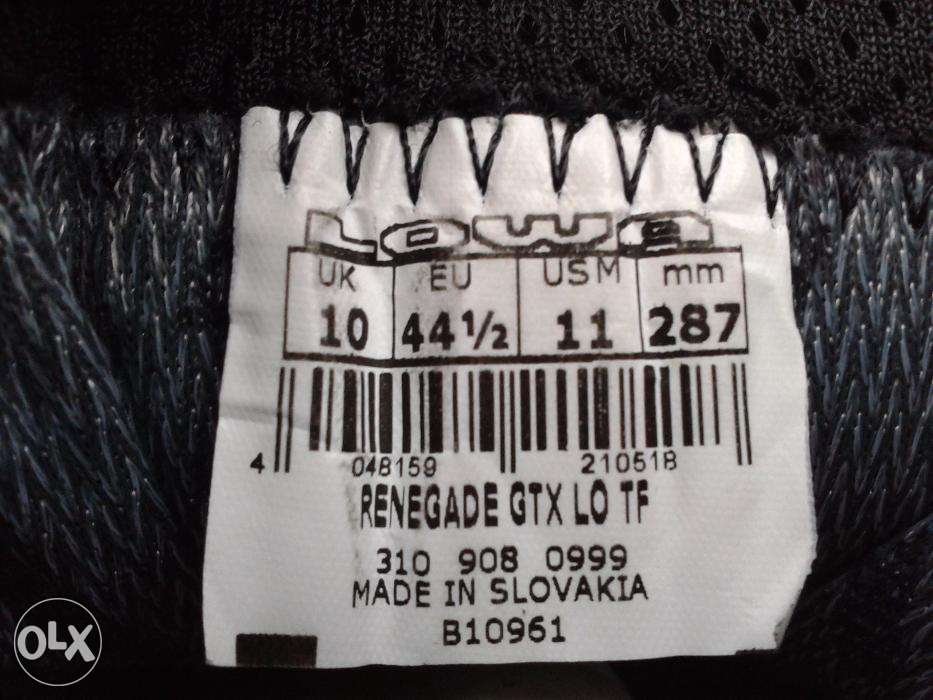 LOWA
UK EU USM mm
10 44½ 11 287
4 048159 210518
RENEGADE GTX LO TF
310 908 0999
MADE IN SLOVAKIA
B10961
OLX